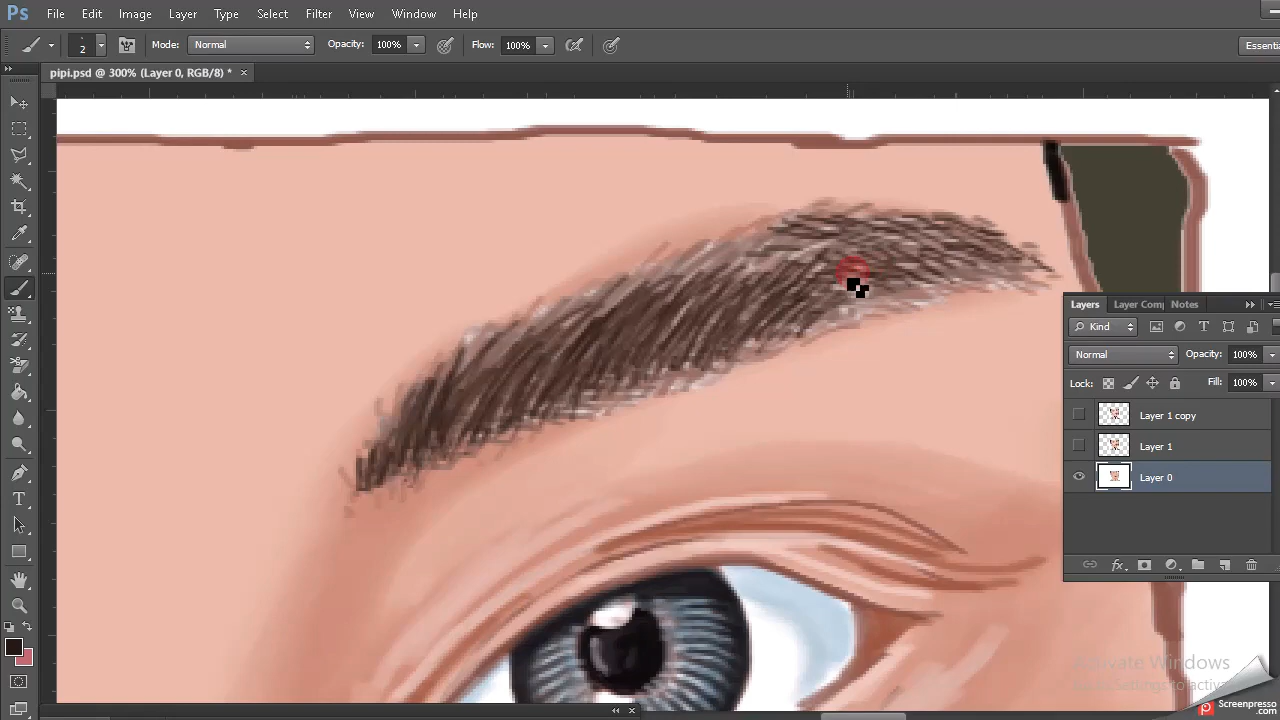 Ps File Edit Image Layer Type Select Filter View Window Help
2 Mode: Normal Opacity: 100% Flow: 100% Essenti
pipi.psd @ 300% (Layer 0, RGB/8) * ×
Layers Layer Com Notes
Kind
Normal Opacity: 100%
Lock: Fill: 100%
Layer 1 copy
Layer 1
Layer 0
fx
Activate Windows
Screenpresso
.com